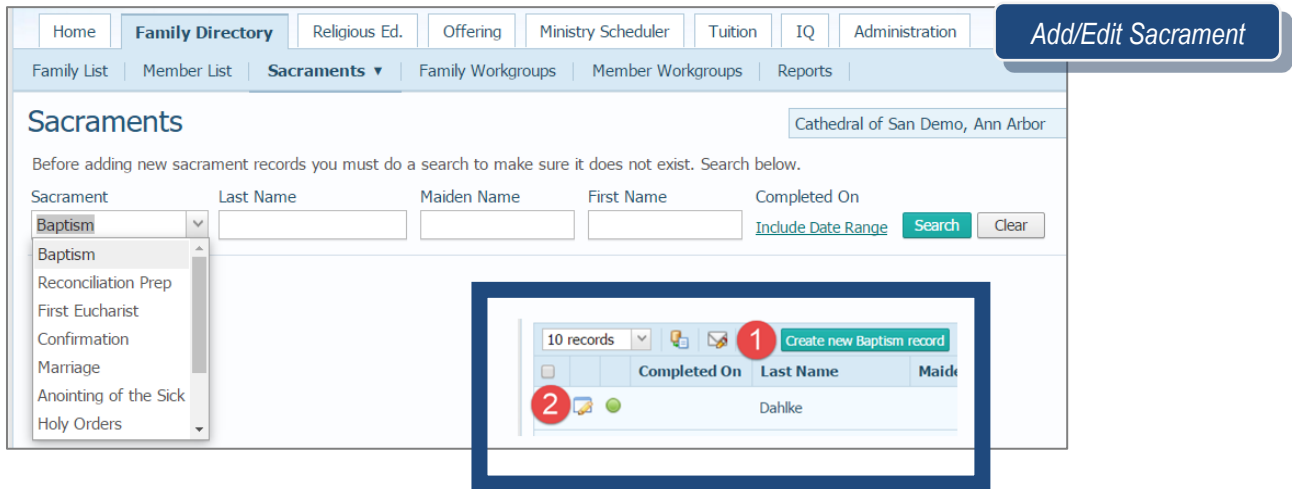 Home Family Directory Religious Ed. Offering Ministry Scheduler Tuition IQ Administration
Add/Edit Sacrament
Family List Member List Sacraments ▼ Family Workgroups Member Workgroups Reports
Sacraments
Cathedral of San Demo, Ann Arbor
Before adding new sacrament records you must do a search to make sure it does not exist. Search below.
Sacrament Last Name Maiden Name First Name Completed On
Baptism Include Date Range Search Clear
Baptism
Reconciliation Prep
First Eucharist
Confirmation
Marriage
Anointing of the Sick
Holy Orders
10 records 1 Create new Baptism record
Completed On Last Name Maide
2 Dahlke